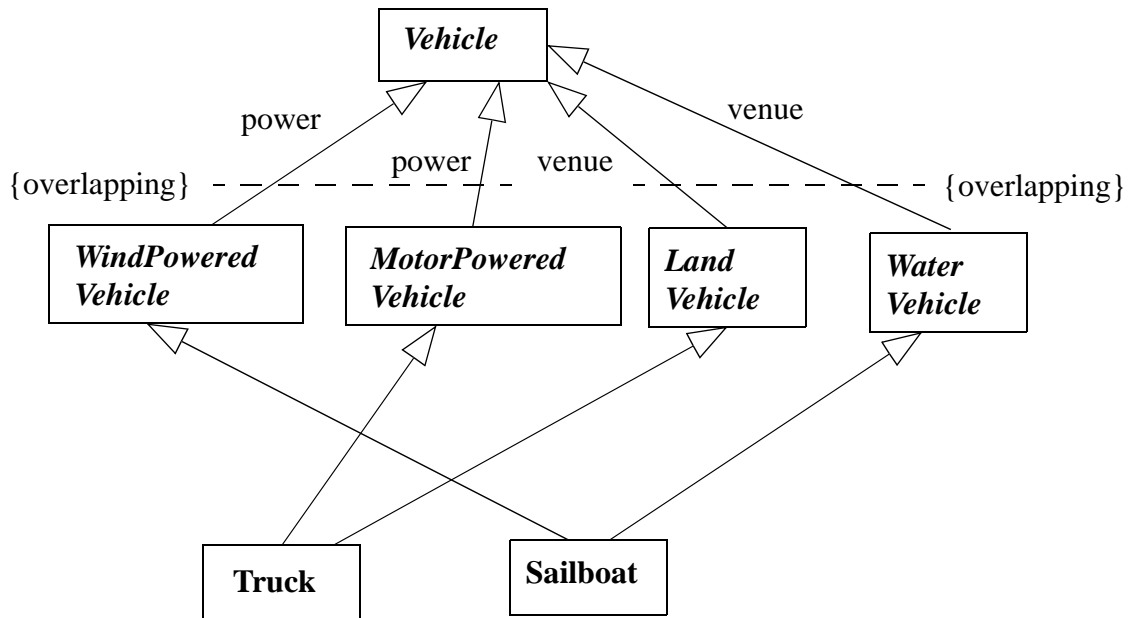 Vehicle
power
venue
power
venue
{overlapping}
{overlapping}
WindPowered
Vehicle
MotorPowered
Vehicle
Land
Vehicle
Water
Vehicle
Truck
Sailboat